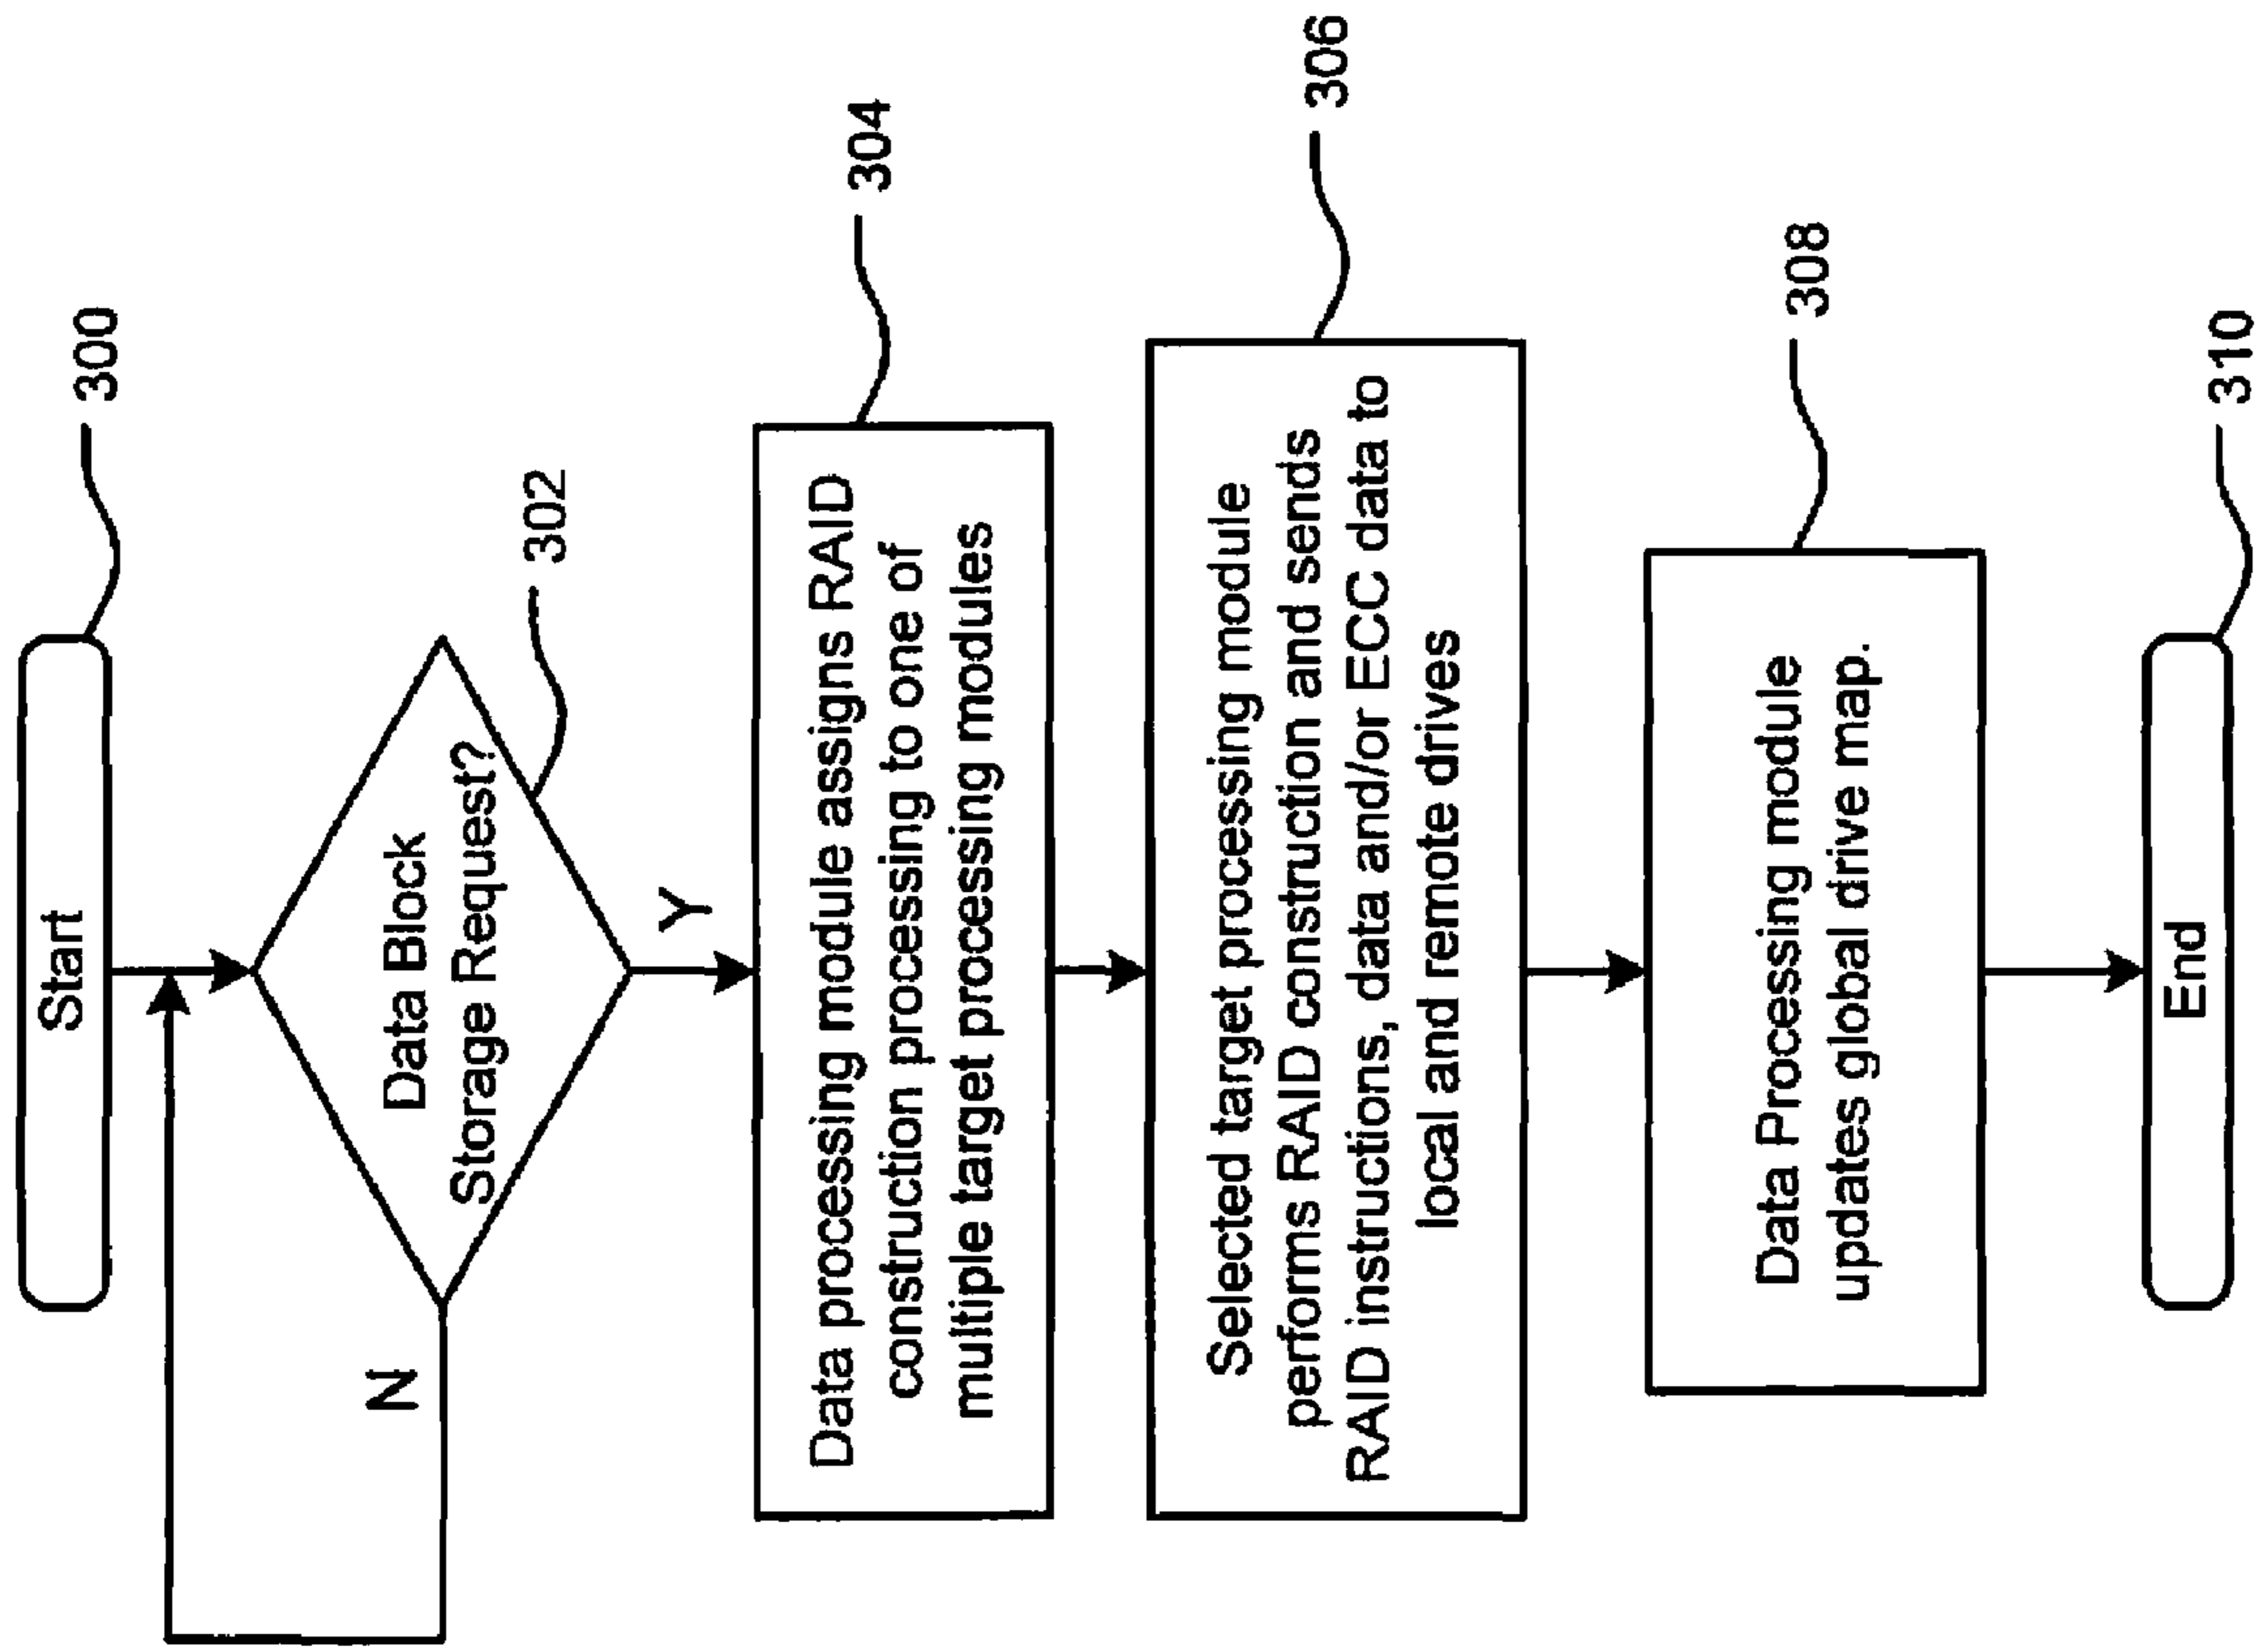 Start
300
Data Block
Storage Request?
302
N
Y
Data processing module assigns RAID
construction processing to one of
multiple target processing modules
304
Selected target processing module
performs RAID construction and sends
RAID instructions, data and/or ECC data to
local and remote drives
306
Data Processing module
updates global drive map.
308
End
310